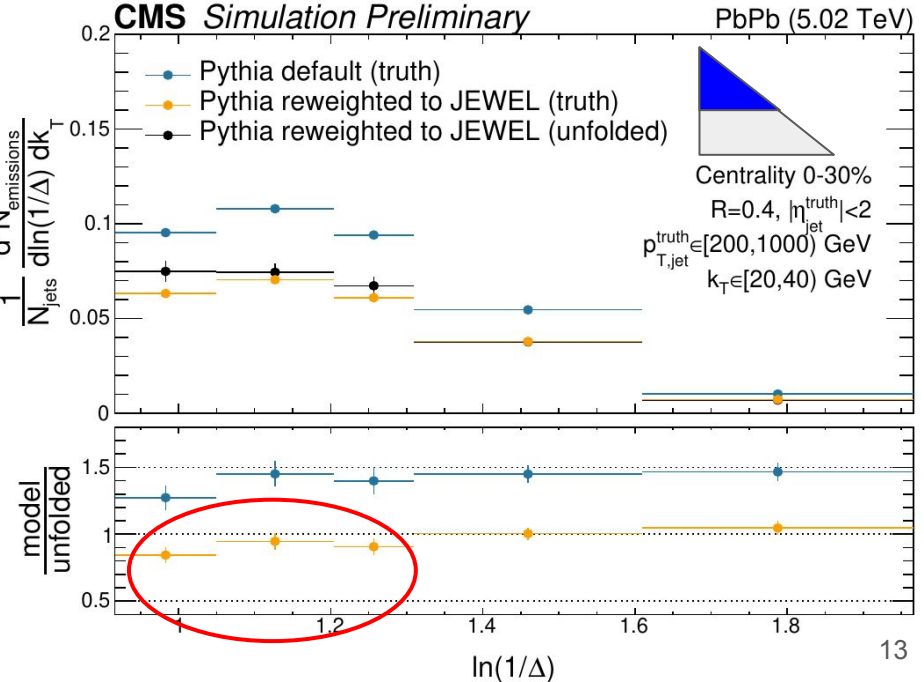 CMS Simulation Preliminary PbPb (5.02 TeV)
Pythia default (truth)
Pythia reweighted to JEWEL (truth)
Pythia reweighted to JEWEL (unfolded)
Centrality 0-30%
R=0.4, |η_jet^truth|<2
p_T,jet^truth∈[200,1000) GeV
k_T∈[20,40) GeV
0.2
0.15
0.1
0.05
0
1/N_jets N_emissions/dln(1/Δ) dk_T
1.5
1
0.5
model/unfolded
1 1.2 1.4 1.6 1.8
ln(1/Δ)
13